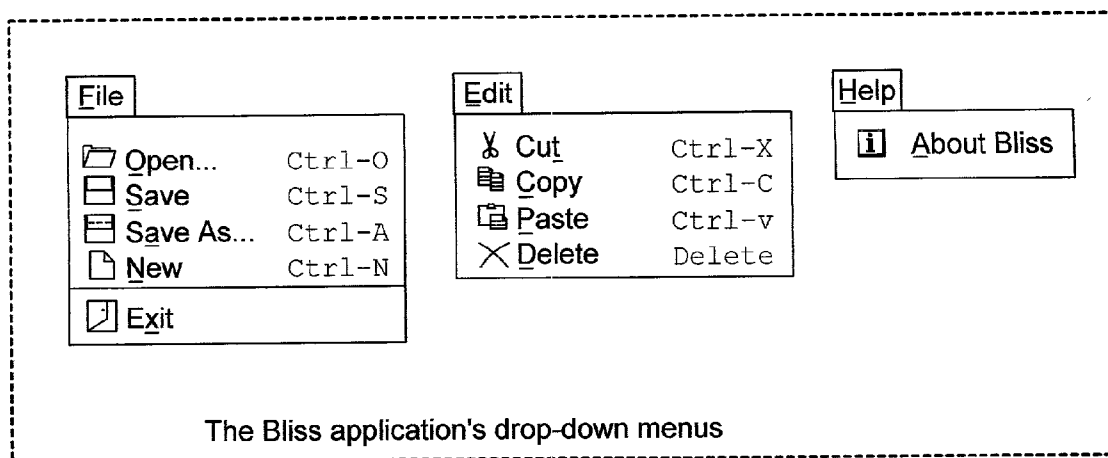 File
Open... Ctrl-O
Save Ctrl-S
Save As... Ctrl-A
New Ctrl-N
Exit
Edit
Cut Ctrl-X
Copy Ctrl-C
Paste Ctrl-v
Delete Delete
Help
i About Bliss
The Bliss application's drop-down menus